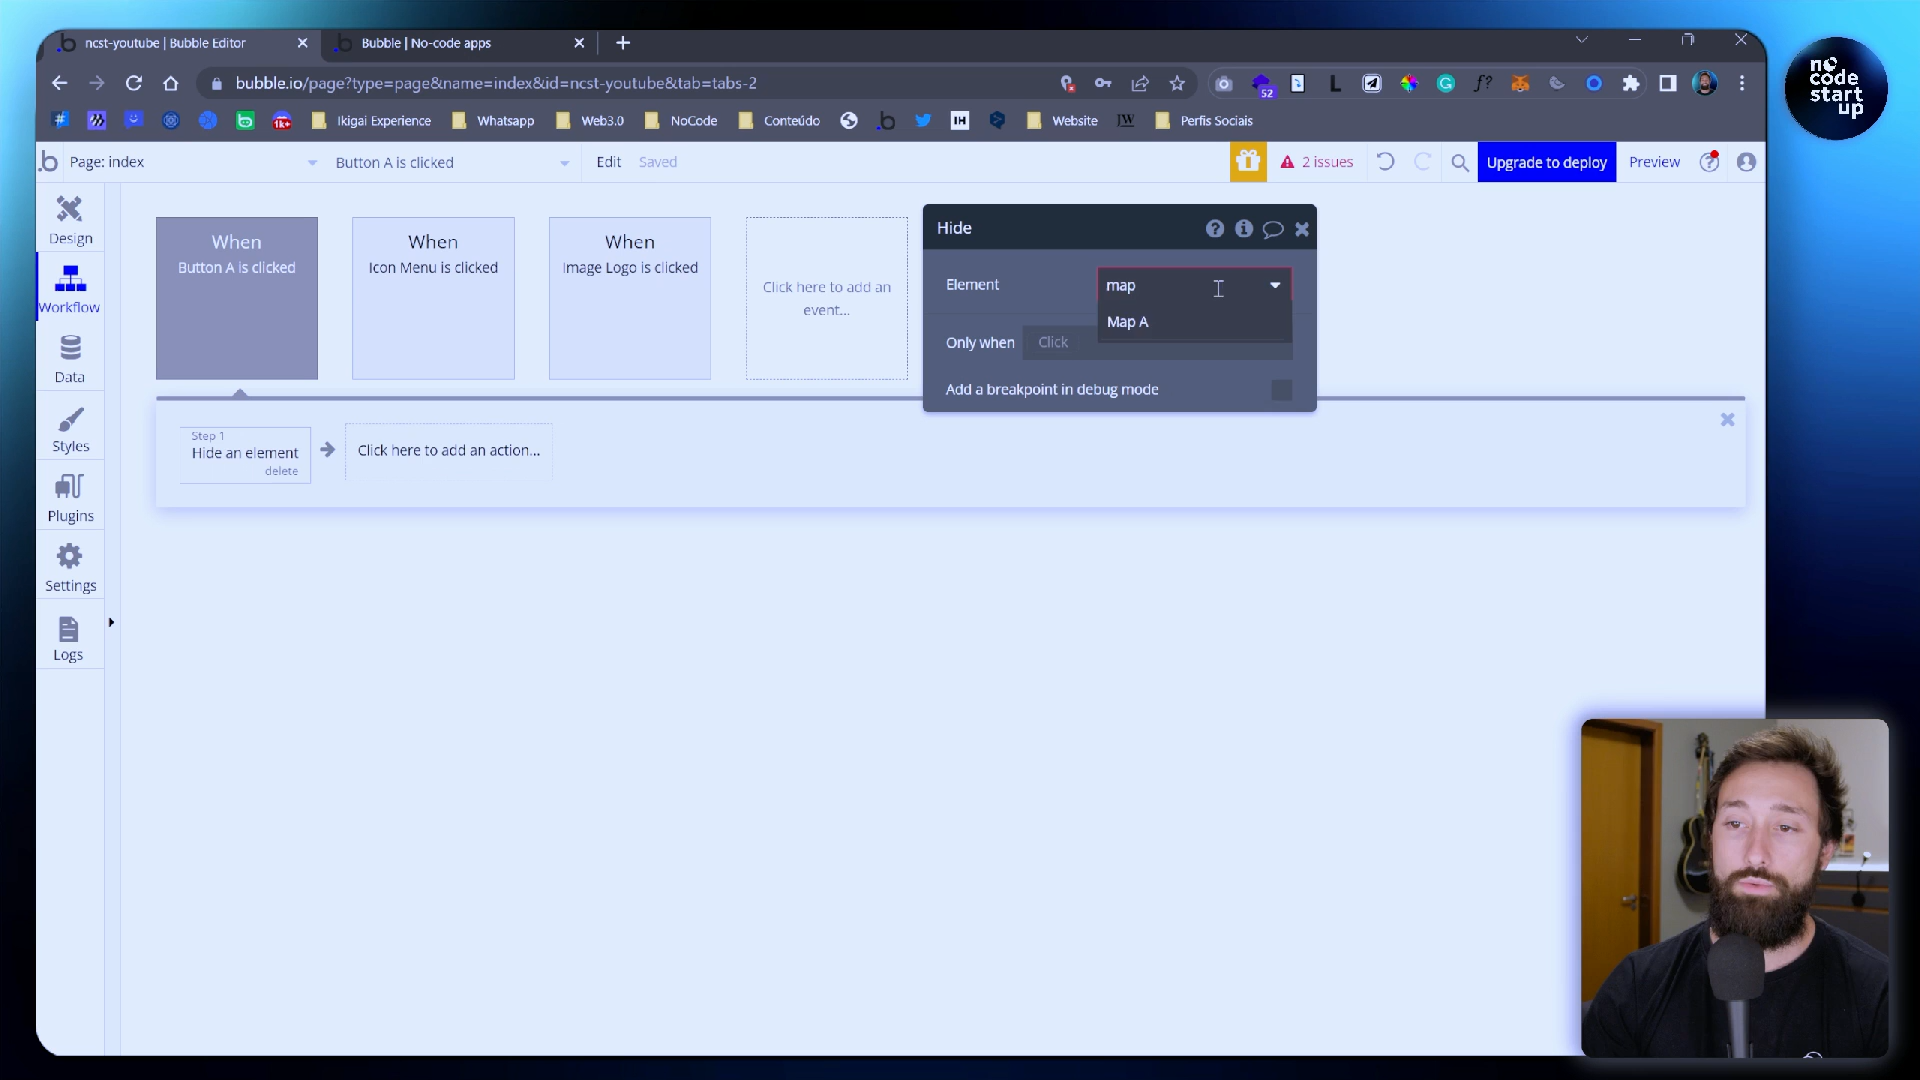 ncst-youtube | Bubble Editor
Bubble | No-code apps
no
code
start
up
bubble.io/page?type=page&name=index&id=ncst-youtube&tab=tabs-2
52
L
f?
1k+
Ikigai Experience
Whatsapp
Web3.0
NoCode
Conteúdo
IH
Website
JW
Perfis Sociais
Page: index
Button A is clicked
Edit
Saved
2 issues
Upgrade to deploy
Preview
Design
Workflow
Data
Styles
Plugins
Settings
Logs
When
Button A is clicked
When
Icon Menu is clicked
When
Image Logo is clicked
Click here to add an
event...
Hide
Element
map
Map A
Only when
Click
Add a breakpoint in debug mode
Step 1
Hide an element
delete
Click here to add an action...